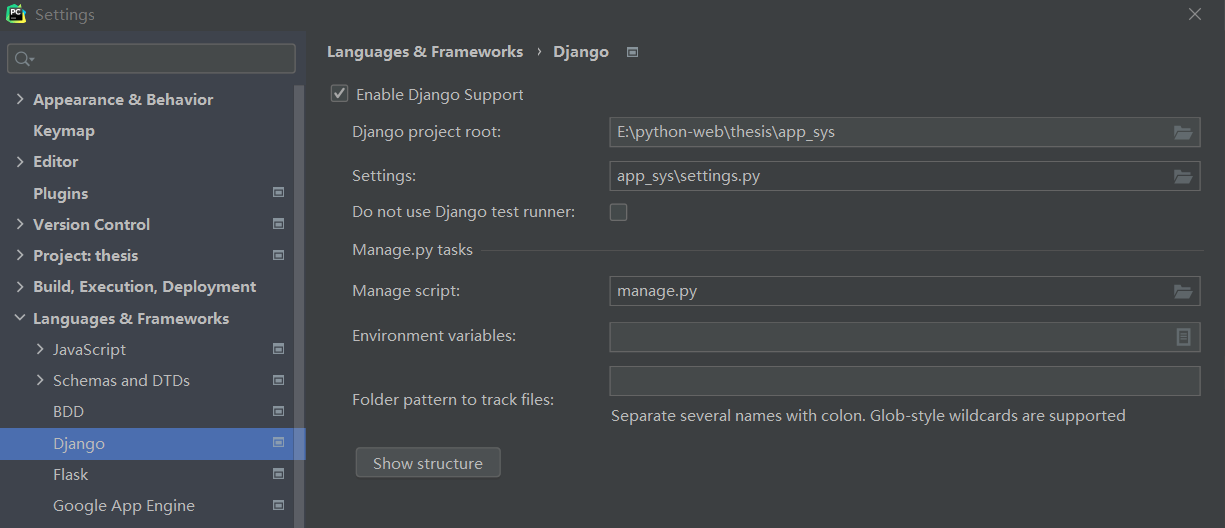 PC Settings
Languages & Frameworks › Django
Appearance & Behavior
Keymap
Editor
Plugins
Version Control
Project: thesis
Build, Execution, Deployment
Languages & Frameworks
JavaScript
Schemas and DTDs
BDD
Django
Flask
Google App Engine
Enable Django Support
Django project root: E:\python-web\thesis\app_sys
Settings: app_sys\settings.py
Do not use Django test runner:
Manage.py tasks
Manage script: manage.py
Environment variables:
Folder pattern to track files:
Separate several names with colon. Glob-style wildcards are supported
Show structure